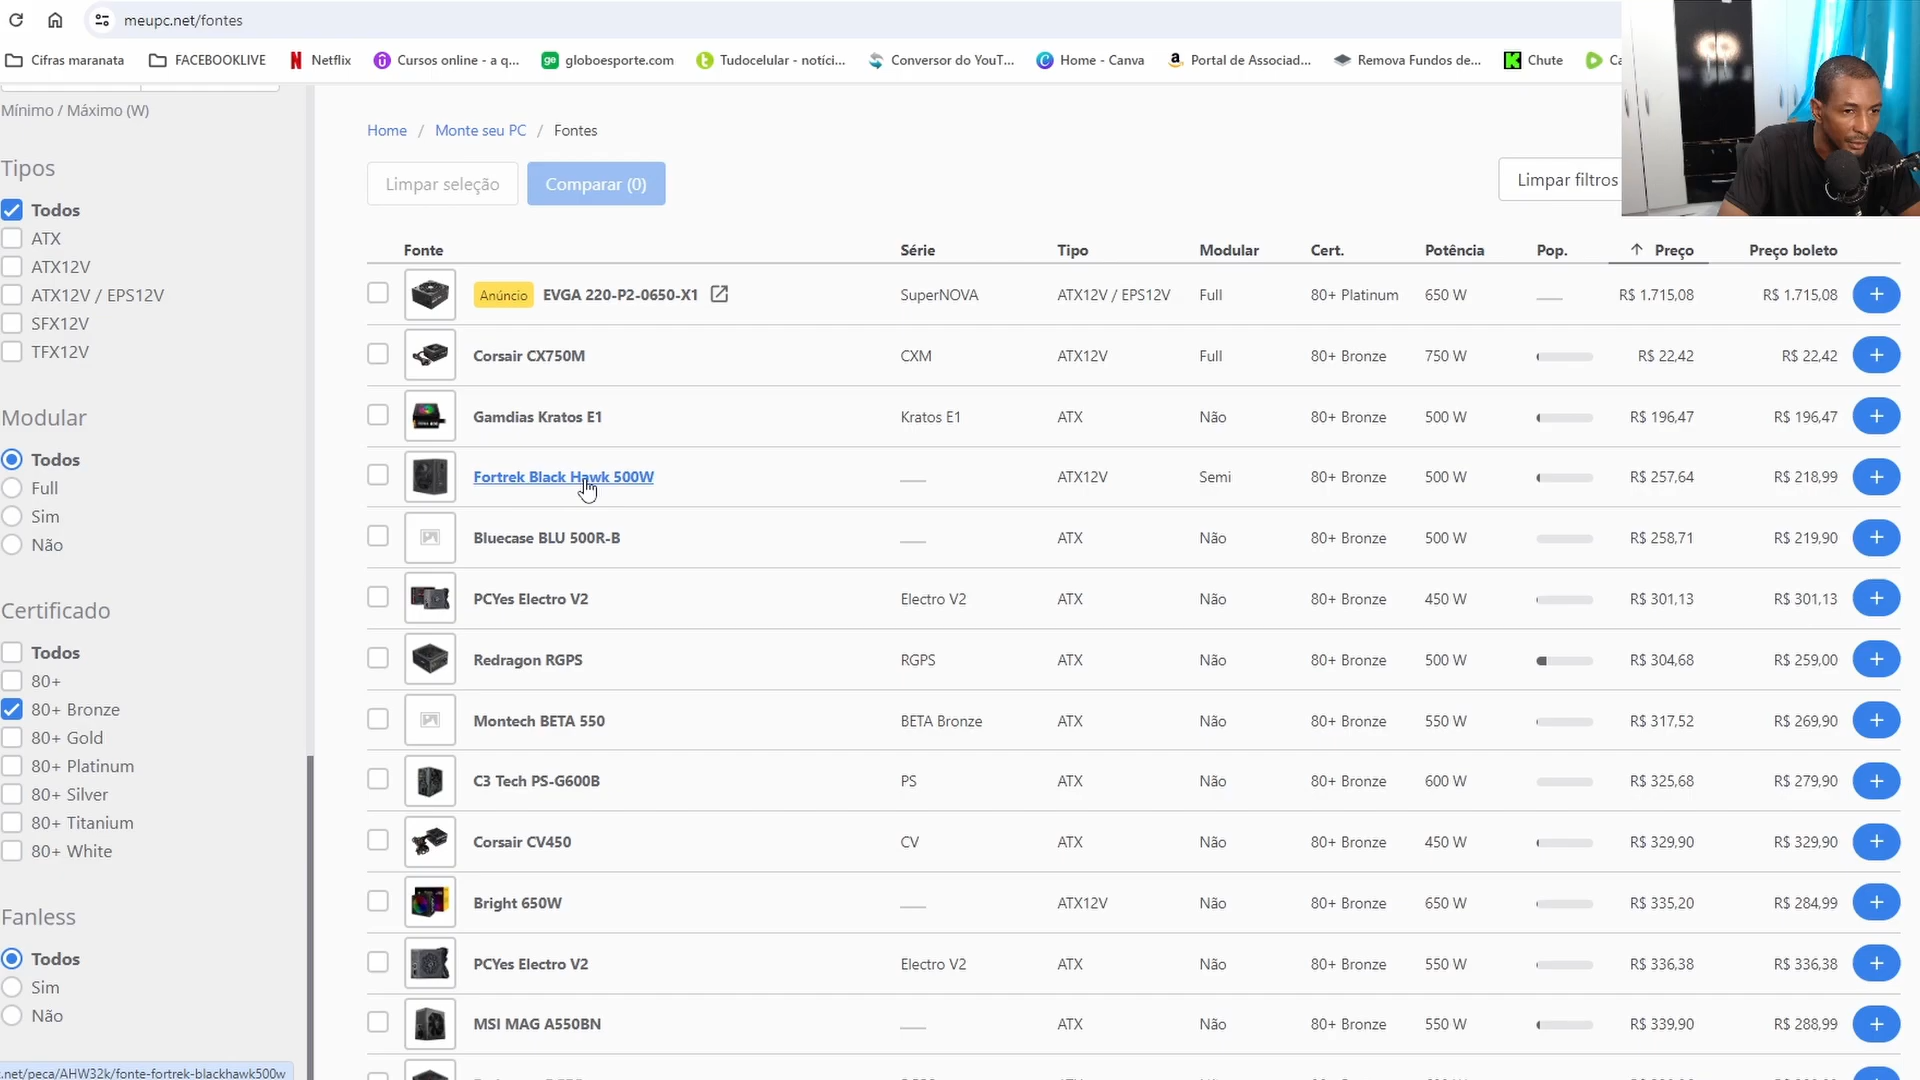 meupc.net/fontes
Cifras maranata
FACEBOOKLIVE
Netflix
Cursos online - a q...
globoesporte.com
Tudocelular - notíci...
Conversor do YouT...
Home - Canva
Portal de Associad...
Remova Fundos de...
Chute
Ca
Mínimo / Máximo (W)
Home / Monte seu PC / Fontes
Tipos
Limpar seleção
Comparar (0)
Limpar filtros
Todos
ATX
ATX12V
ATX12V / EPS12V
SFX12V
TFX12V
Modular
Todos
Full
Sim
Não
Certificado
Todos
80+
80+ Bronze
80+ Gold
80+ Platinum
80+ Silver
80+ Titanium
80+ White
Fanless
Todos
Sim
Não
Fonte Série Tipo Modular Cert. Potência Pop. Preço Preço boleto
Anúncio EVGA 220-P2-0650-X1 SuperNOVA ATX12V / EPS12V Full 80+ Platinum 650 W R$ 1.715,08 R$ 1.715,08 +
Corsair CX750M CXM ATX12V Full 80+ Bronze 750 W R$ 22,42 R$ 22,42 +
Gamdias Kratos E1 Kratos E1 ATX Não 80+ Bronze 500 W R$ 196,47 R$ 196,47 +
Fortrek Black Hawk 500W ATX12V Semi 80+ Bronze 500 W R$ 257,64 R$ 218,99 +
Bluecase BLU 500R-B ATX Não 80+ Bronze 500 W R$ 258,71 R$ 219,90 +
PCYes Electro V2 Electro V2 ATX Não 80+ Bronze 450 W R$ 301,13 R$ 301,13 +
Redragon RGPS RGPS ATX Não 80+ Bronze 500 W R$ 304,68 R$ 259,00 +
Montech BETA 550 BETA Bronze ATX Não 80+ Bronze 550 W R$ 317,52 R$ 269,90 +
C3 Tech PS-G600B PS ATX Não 80+ Bronze 600 W R$ 325,68 R$ 279,90 +
Corsair CV450 CV ATX Não 80+ Bronze 450 W R$ 329,90 R$ 329,90 +
Bright 650W ATX12V Não 80+ Bronze 650 W R$ 335,20 R$ 284,99 +
PCYes Electro V2 Electro V2 ATX Não 80+ Bronze 550 W R$ 336,38 R$ 336,38 +
MSI MAG A550BN ATX Não 80+ Bronze 550 W R$ 339,90 R$ 288,99 +
.net/peca/AHW32k/fonte-fortrek-blackhawk500w